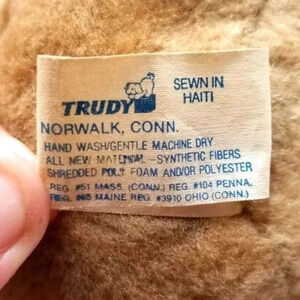 TRUDY
SEWN IN
HAITI
NORWALK, CONN.
HAND WASH/GENTLE MACHINE DRY
ALL NEW MATERIAL-SYNTHETIC FIBERS
SHREDDED POLY FOAM AND/OR POLYESTER
REG. #51 MASS. (CONN.) REG. #104 PENNA.
REG. #65 MAINE REG. #3910 OHIO (CONN.)